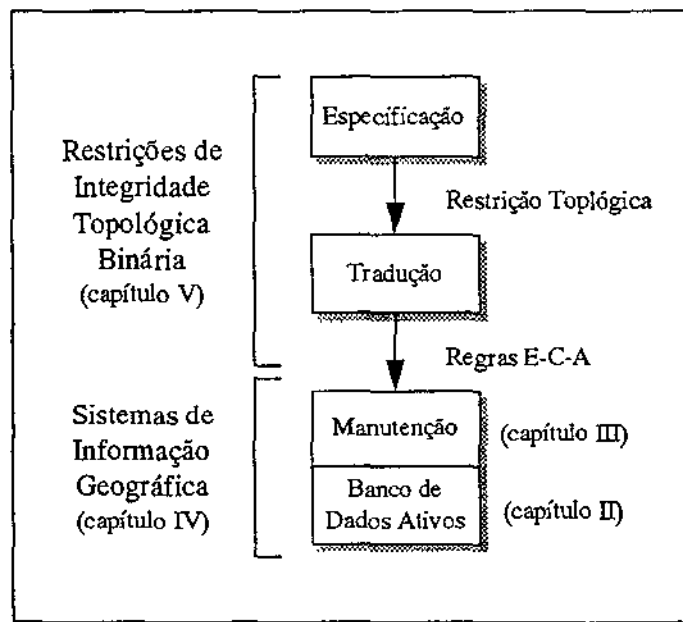 Especificação
Restrições de
Integridade
Topológica
Binária
(capítulo V)
Restrição Toplógica
Tradução
Regras E-C-A
Sistemas de
Informação
Geográfica
(capítulo IV)
Manutenção
(capítulo III)
Banco de
Dados Ativos
(capítulo II)